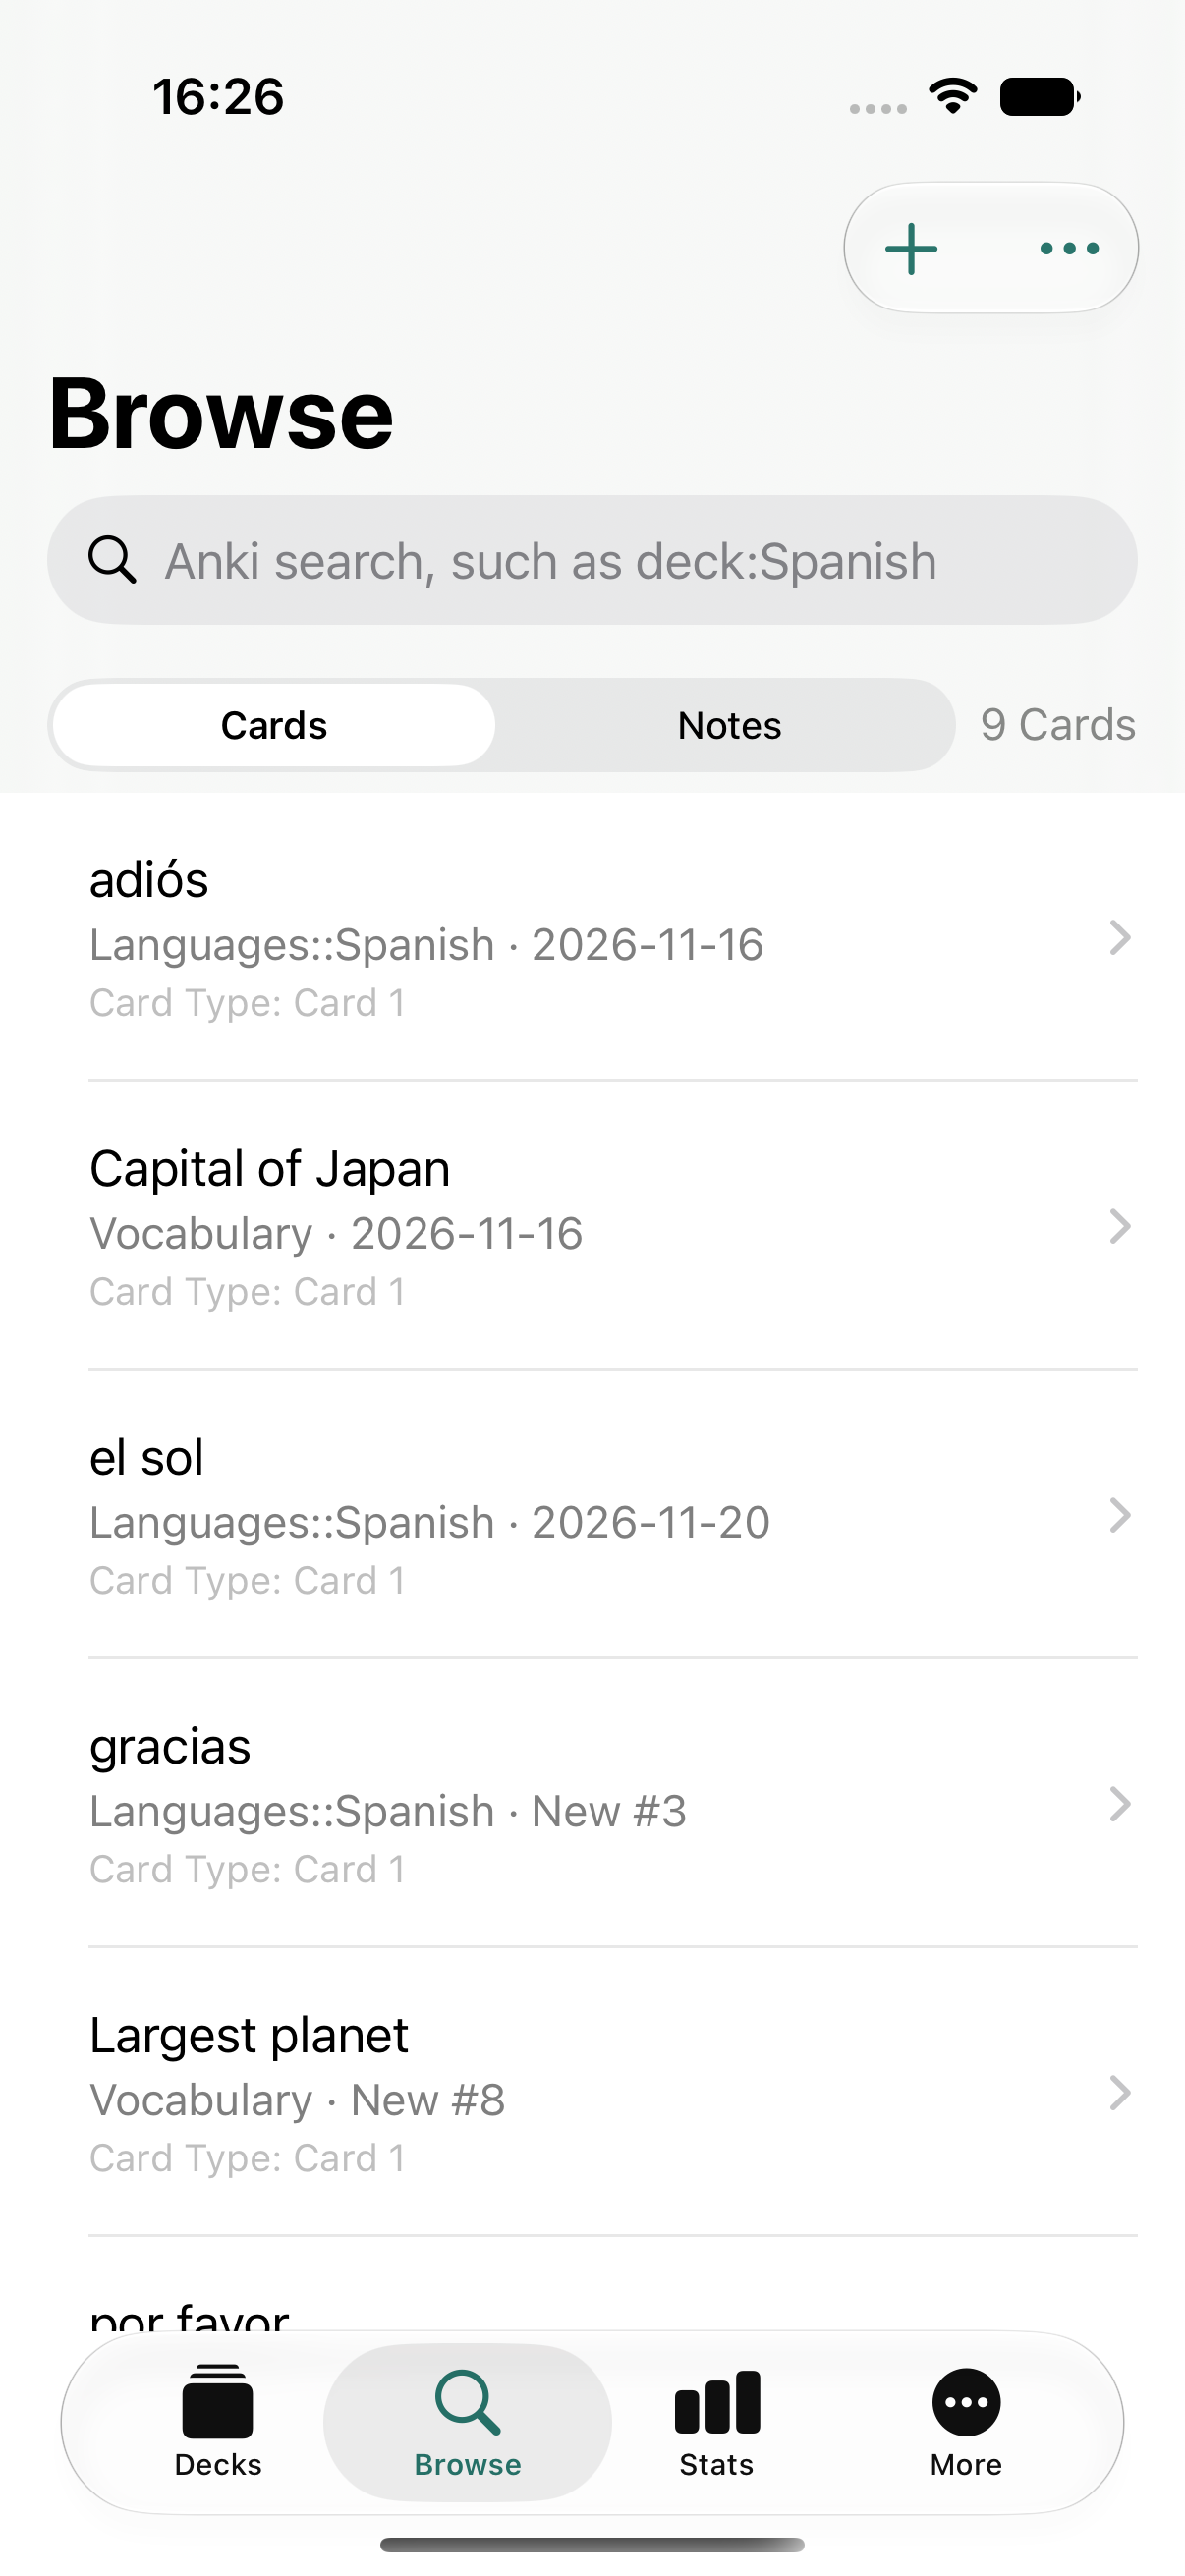 16:26
Browse
Anki search, such as deck:Spanish
Cards
Notes
9 Cards
adiós
Languages::Spanish · 2026-11-16
Card Type: Card 1
Capital of Japan
Vocabulary · 2026-11-16
Card Type: Card 1
el sol
Languages::Spanish · 2026-11-20
Card Type: Card 1
gracias
Languages::Spanish · New #3
Card Type: Card 1
Largest planet
Vocabulary · New #8
Card Type: Card 1
por favor
Decks
Browse
Stats
More